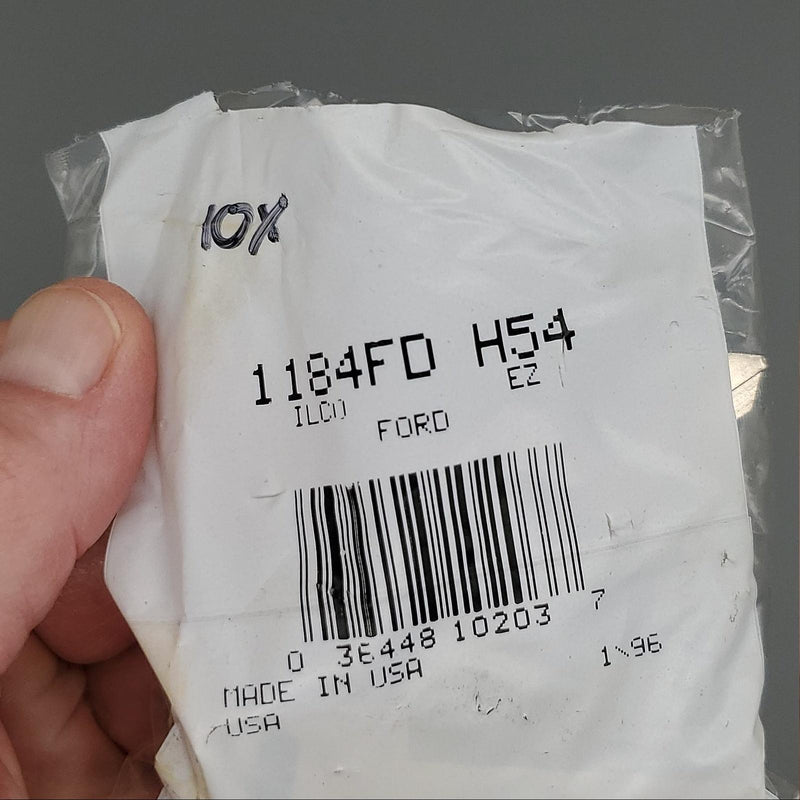 10X
1184FD H54
ILCO EZ
FORD
0 36448 10203 7
MADE IN USA
1\96
USA